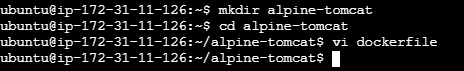 ubuntu@ip-172-31-11-126:~$ mkdir alpine-tomcat
ubuntu@ip-172-31-11-126:~$ cd alpine-tomcat
ubuntu@ip-172-31-11-126:~/alpine-tomcat$ vi dockerfile
ubuntu@ip-172-31-11-126:~/alpine-tomcat$